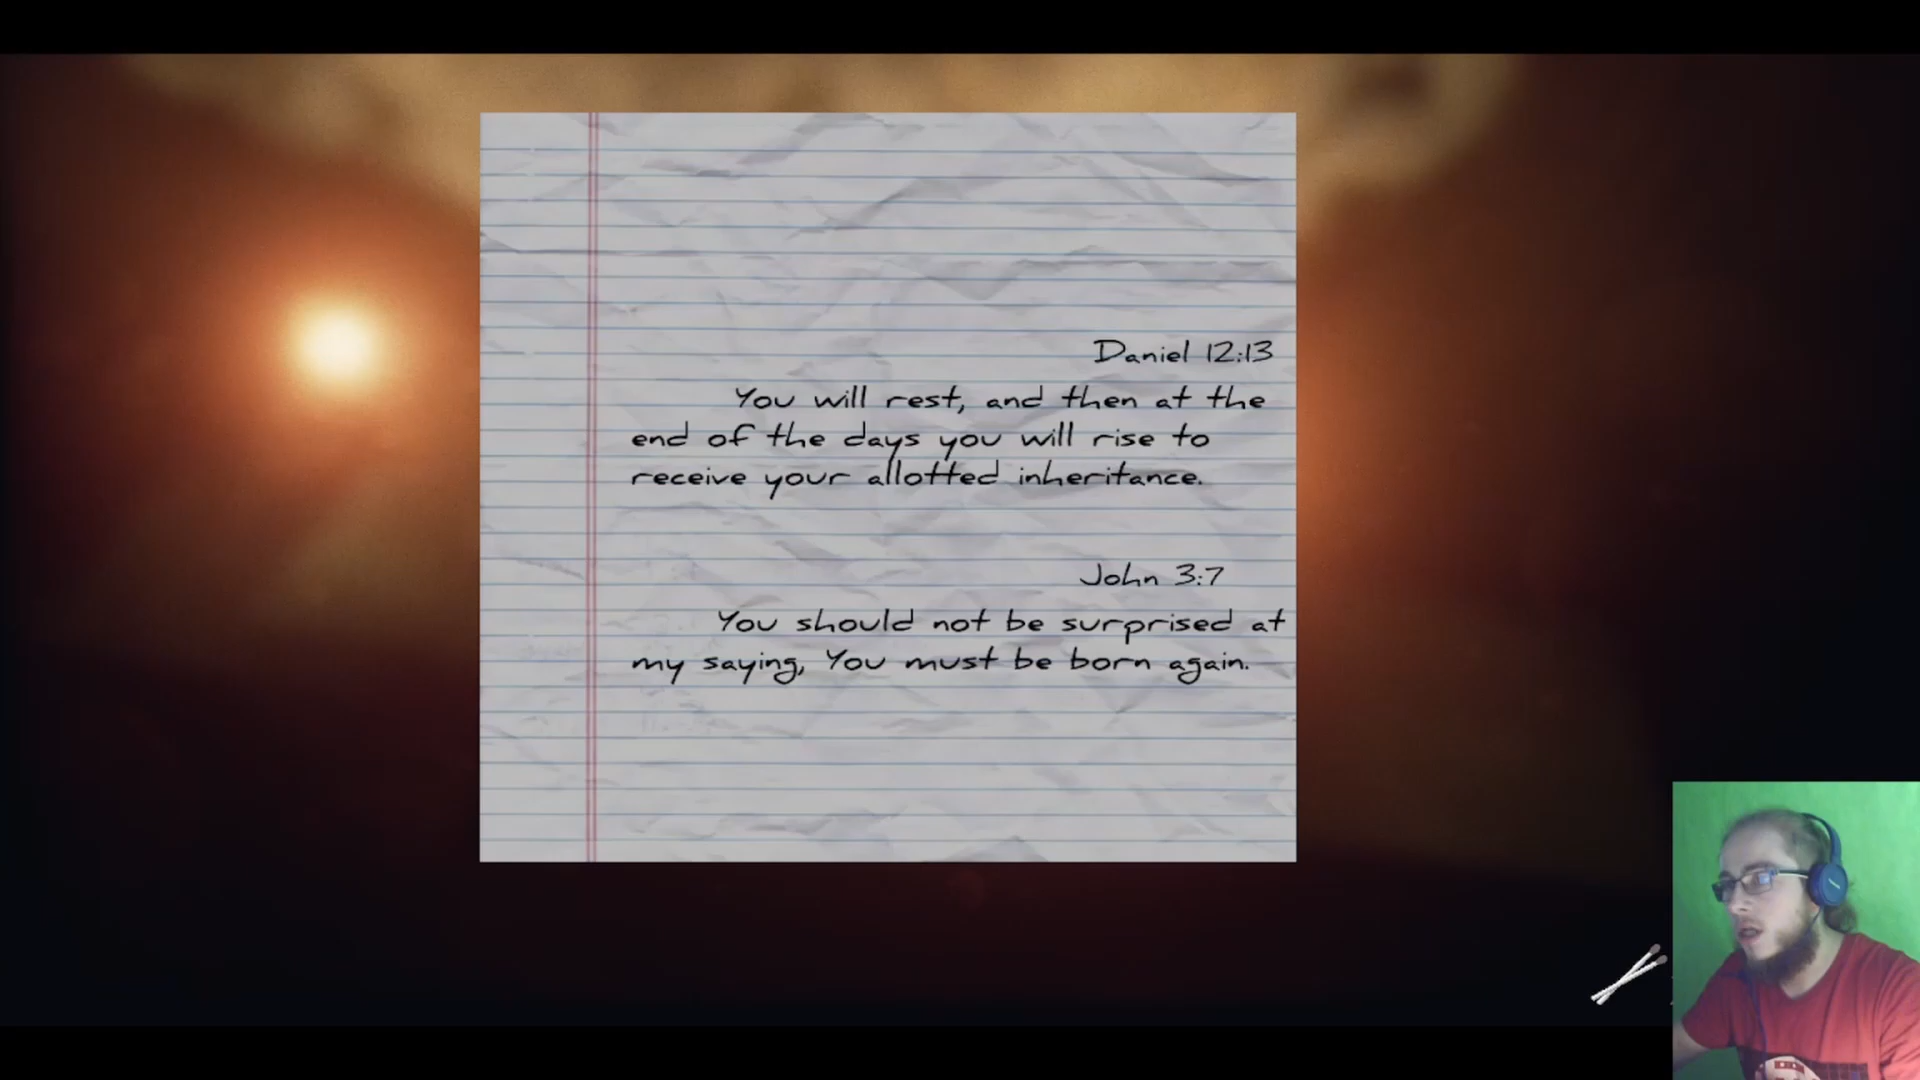 Daniel 12:13
You will rest, and then at the
end of the days you will rise to
receive your allotted inheritance.
John 3:7
You should not be surprised at
my saying, You must be born again.